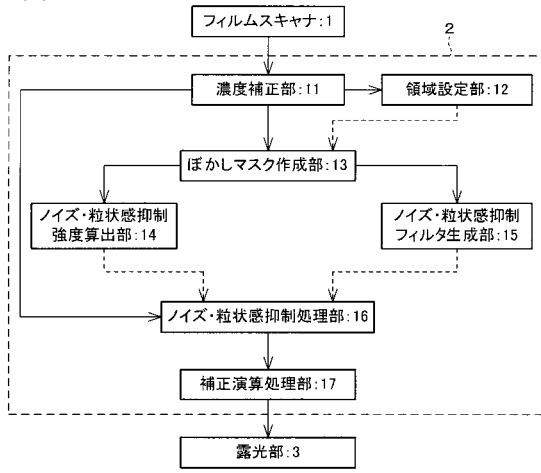 フィルムスキャナ:1
2
濃度補正部:11
領域設定部:12
ぼかしマスク作成部:13
ノイズ・粒状感抑制
強度算出部:14
ノイズ・粒状感抑制
フィルタ生成部:15
ノイズ・粒状感抑制処理部:16
補正演算処理部:17
露光部:3